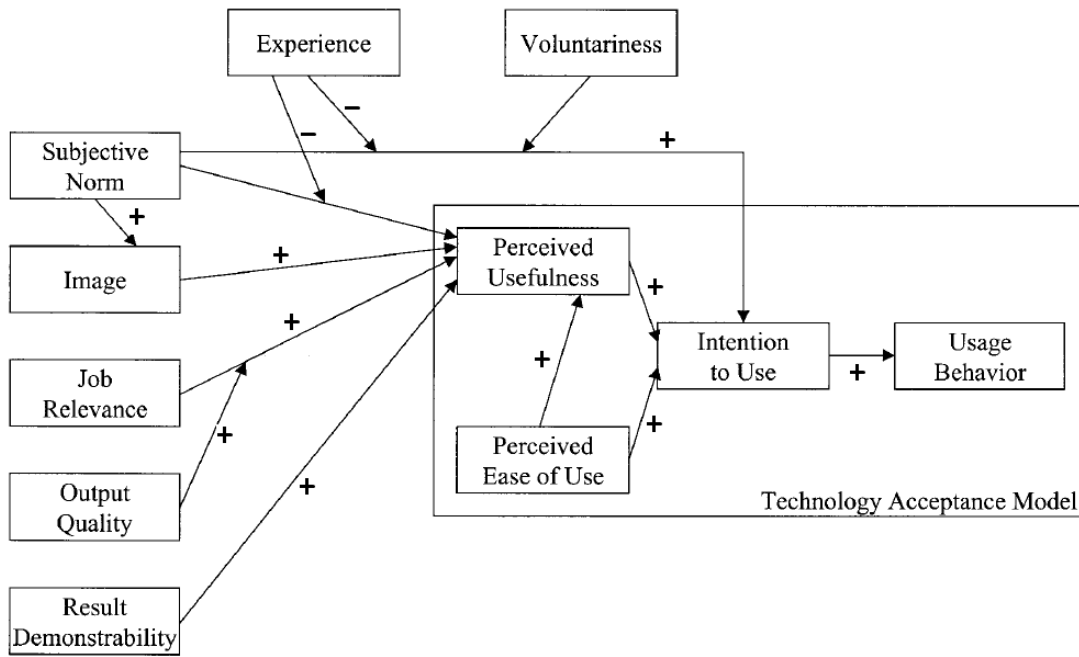 Experience
Voluntariness
−
−
+
Subjective
Norm
+
Perceived
Usefulness
Image
+
+
+
Intention
to Use
Usage
Behavior
+
Job
Relevance
+
+
+
Perceived
Ease of Use
Output
Quality
+
Technology Acceptance Model
Result
Demonstrability